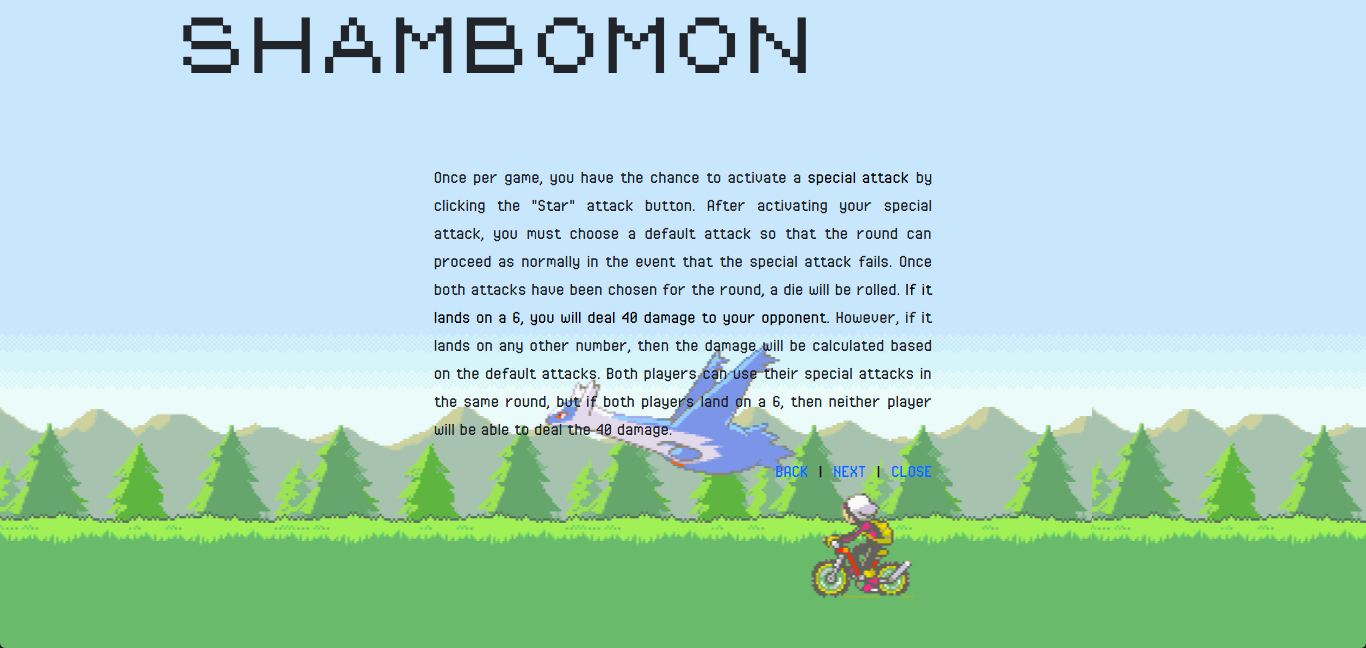 SHAMBOMON
Once per game, you have the chance to activate a special attack by
clicking the "Star" attack button. After activating your special
attack, you must choose a default attack so that the round can
proceed as normally in the event that the special attack fails. Once
both attacks have been chosen for the round, a die will be rolled. If it
lands on a 6, you will deal 40 damage to your opponent. However, if it
lands on any other number, then the damage will be calculated based
on the default attacks. Both players can use their special attacks in
the same round, but if both players land on a 6, then neither player
will be able to deal the 40 damage.
BACK | NEXT | CLOSE